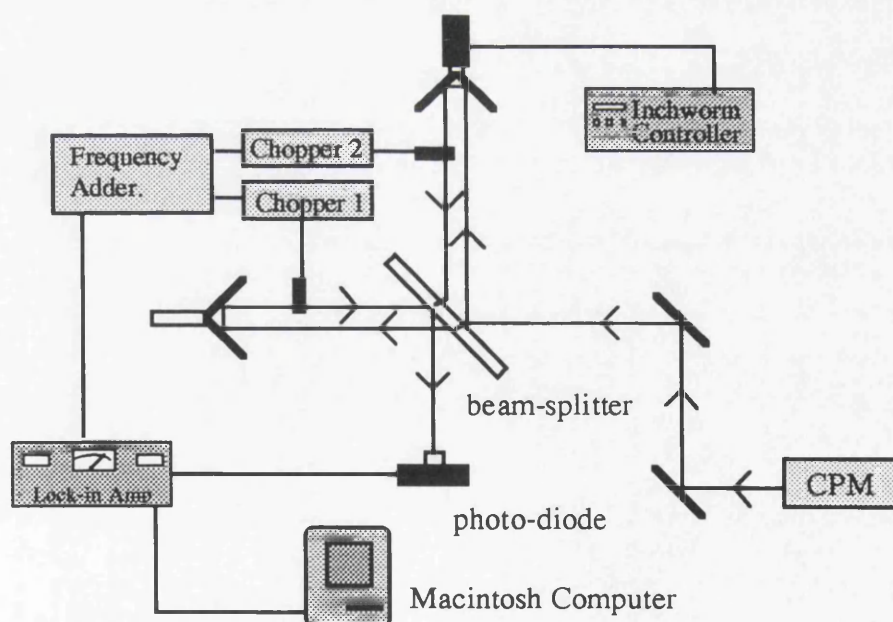 Inchworm
Controller
Frequency
Adder.
Chopper 2
Chopper 1
beam-splitter
Lock-in Amp
photo-diode
CPM
Macintosh Computer